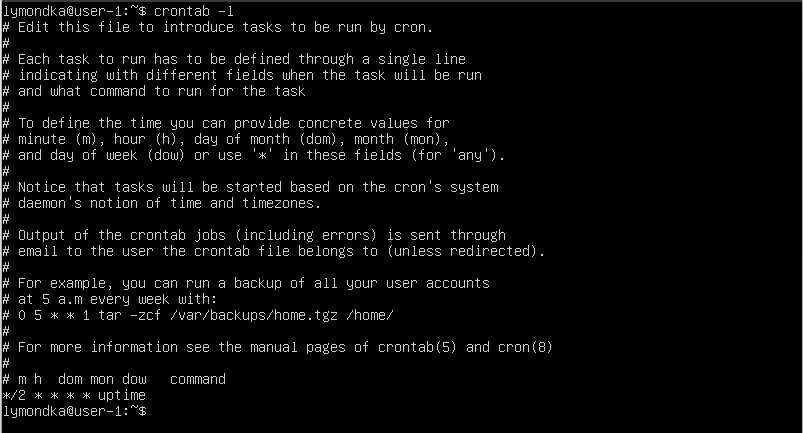 lymondka@user-1:~$ crontab -l
# Edit this file to introduce tasks to be run by cron.
#
# Each task to run has to be defined through a single line
# indicating with different fields when the task will be run
# and what command to run for the task
#
# To define the time you can provide concrete values for
# minute (m), hour (h), day of month (dom), month (mon),
# and day of week (dow) or use '*' in these fields (for 'any').
#
# Notice that tasks will be started based on the cron's system
# daemon's notion of time and timezones.
#
# Output of the crontab jobs (including errors) is sent through
# email to the user the crontab file belongs to (unless redirected).
#
# For example, you can run a backup of all your user accounts
# at 5 a.m every week with:
# 0 5 * * 1 tar -zcf /var/backups/home.tgz /home/
#
# For more information see the manual pages of crontab(5) and cron(8)
#
# m h  dom mon dow   command
*/2 * * * * uptime
lymondka@user-1:~$